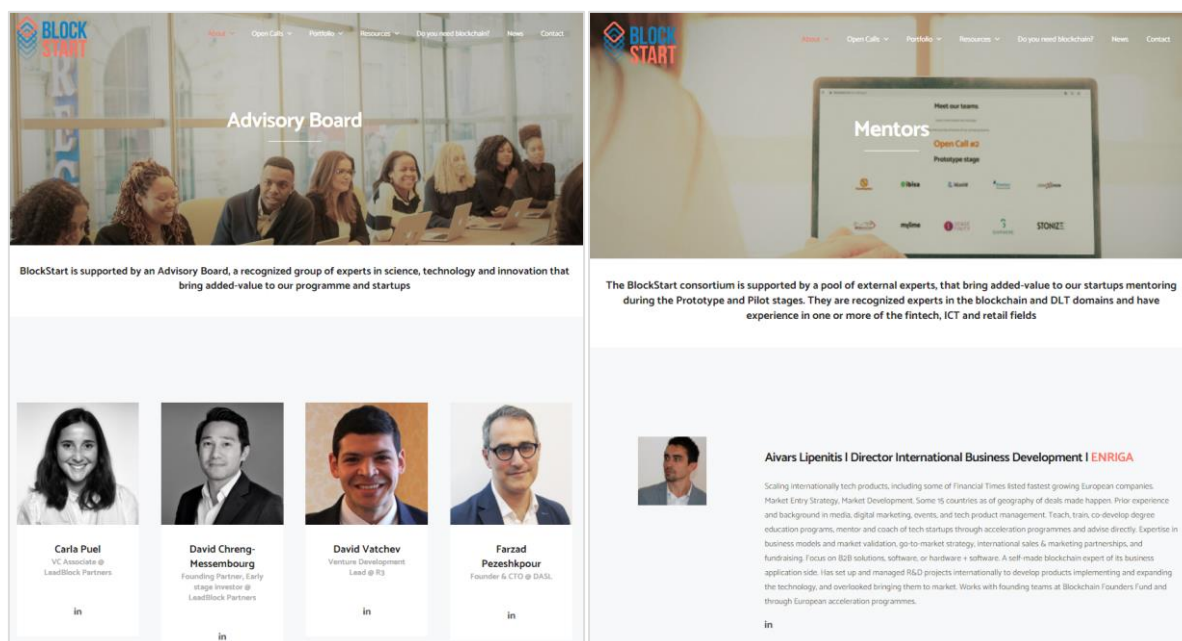 BLOCK
START
About
Open Calls
Portfolio
Resources
Do you need blockchain?
News
Contact
Advisory Board
BlockStart is supported by an Advisory Board, a recognized group of experts in science, technology and innovation that
bring added-value to our programme and startups
Carla Puel
VC Associate @
LeadBlock Partners
in
David Chreng-
Messembourg
Founding Partner, Early
stage investor @
LeadBlock Partners
in
David Vatchev
Venture Development
Lead @ R3
in
Farzad
Pezeshkpour
Founder & CTO @ DASL
in
BLOCK
START
About
Open Calls
Portfolio
Resources
Do you need blockchain?
News
Contact
Meet our teams
Mentors
Open Call #2
Prototype stage
ibisa
mylime
STONIZE
The BlockStart consortium is supported by a pool of external experts, that bring added-value to our startups mentoring
during the Prototype and Pilot stages. They are recognized experts in the blockchain and DLT domains and have
experience in one or more of the fintech, ICT and retail fields
Aivars Lipenitis I Director International Business Development I ENRIGA
Scaling internationally tech products, including some of Financial Times listed fastest growing European companies.
Market Entry Strategy, Market Development. Some 15 countries as of geography of deals made happen. Prior experience
and background in media, digital marketing, events, and tech product management. Teach, train, co-develop degree
education programs, mentor and coach of tech startups through acceleration programmes and advise directly. Expertise in
business models and market validation, go-to-market strategy, international sales & marketing partnerships, and
fundraising. Focus on B2B solutions, software, or hardware + software. A self-made blockchain expert of its business
application side. Has set up and managed R&D projects internationally to develop products implementing and expanding
the technology, and overlooked bringing them to market. Works with founding teams at Blockchain Founders Fund and
through European acceleration programmes.
in